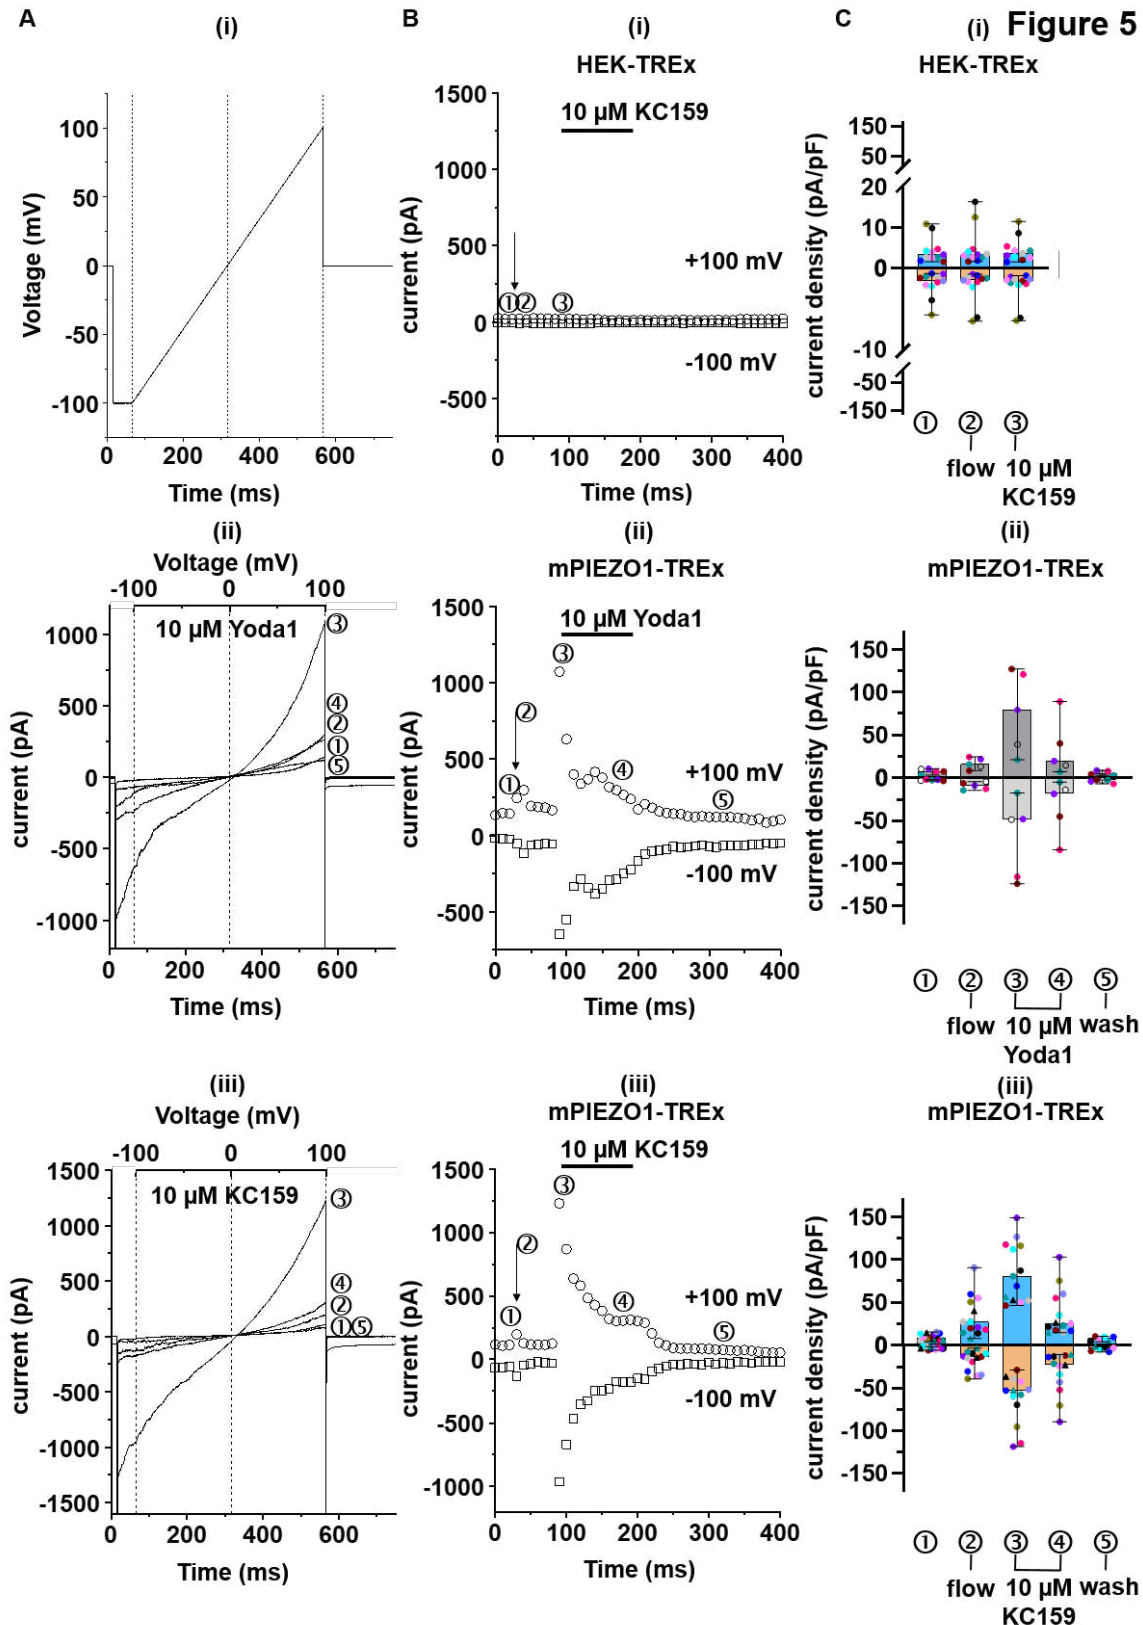 A
(i)
B
(i)
C
(i)
Figure 5
HEK-TREx
HEK-TREx
Voltage (mV)
100
50
0
-50
-100
0
200
400
600
Time (ms)
current (pA)
1500
1000
500
0
-500
10 µM KC159
+100 mV
①②
③
-100 mV
0
100
200
300
400
Time (ms)
current density (pA/pF)
150
50
20
10
0
-10
-50
-150
①
②
③
flow
10 µM
KC159
(ii)
(ii)
(ii)
Voltage (mV)
-100
0
100
mPIEZO1-TREx
mPIEZO1-TREx
current (pA)
1000
500
0
-500
-1000
10 µM Yoda1
③
④
②
①
⑤
0
200
400
600
Time (ms)
current (pA)
1500
1000
500
0
-500
10 µM Yoda1
③
②
①
④
+100 mV
⑤
-100 mV
0
100
200
300
400
Time (ms)
current density (pA/pF)
150
100
50
0
-50
-100
-150
①
②
③
④
⑤
flow
10 µM
wash
Yoda1
(iii)
(iii)
(iii)
Voltage (mV)
-100
0
100
mPIEZO1-TREx
mPIEZO1-TREx
current (pA)
1500
1000
500
0
-500
-1000
-1500
10 µM KC159
③
④
②
①⑤
0
200
400
600
Time (ms)
current (pA)
1500
1000
500
0
-500
-1000
10 µM KC159
③
②
①
④
+100 mV
⑤
-100 mV
0
100
200
300
400
Time (ms)
current density (pA/pF)
150
100
50
0
-50
-100
-150
①
②
③
④
⑤
flow
10 µM
wash
KC159